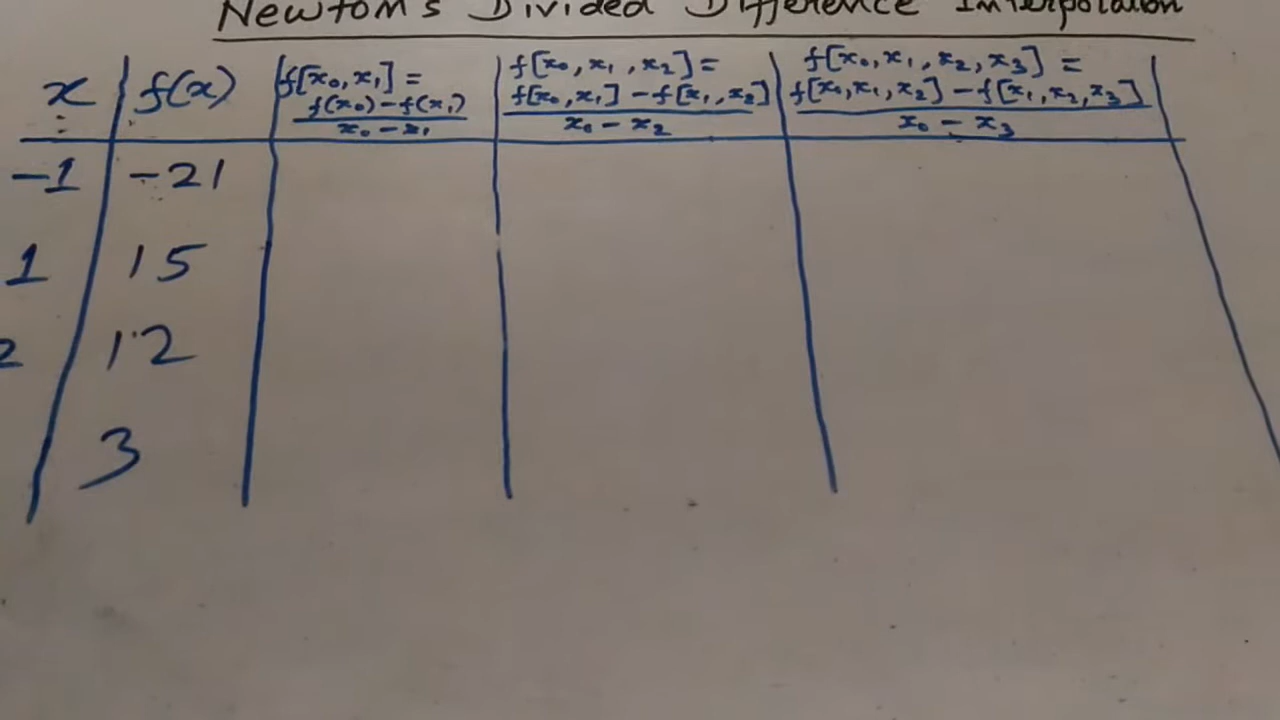 Newton's Divided Difference Interpolation
x f(x) f[x₀,x₁] = f[x₀,x₁,x₂] = f[x₀,x₁,x₂,x₃] =
f(x₀)-f(x₁) f[x₀,x₁]-f[x₁,x₂] f[x₀,x₁,x₂]-f[x₁,x₂,x₃]
x₀-x₁ x₀-x₂ x₀-x₃
-1 -21
1 15
2 12
3